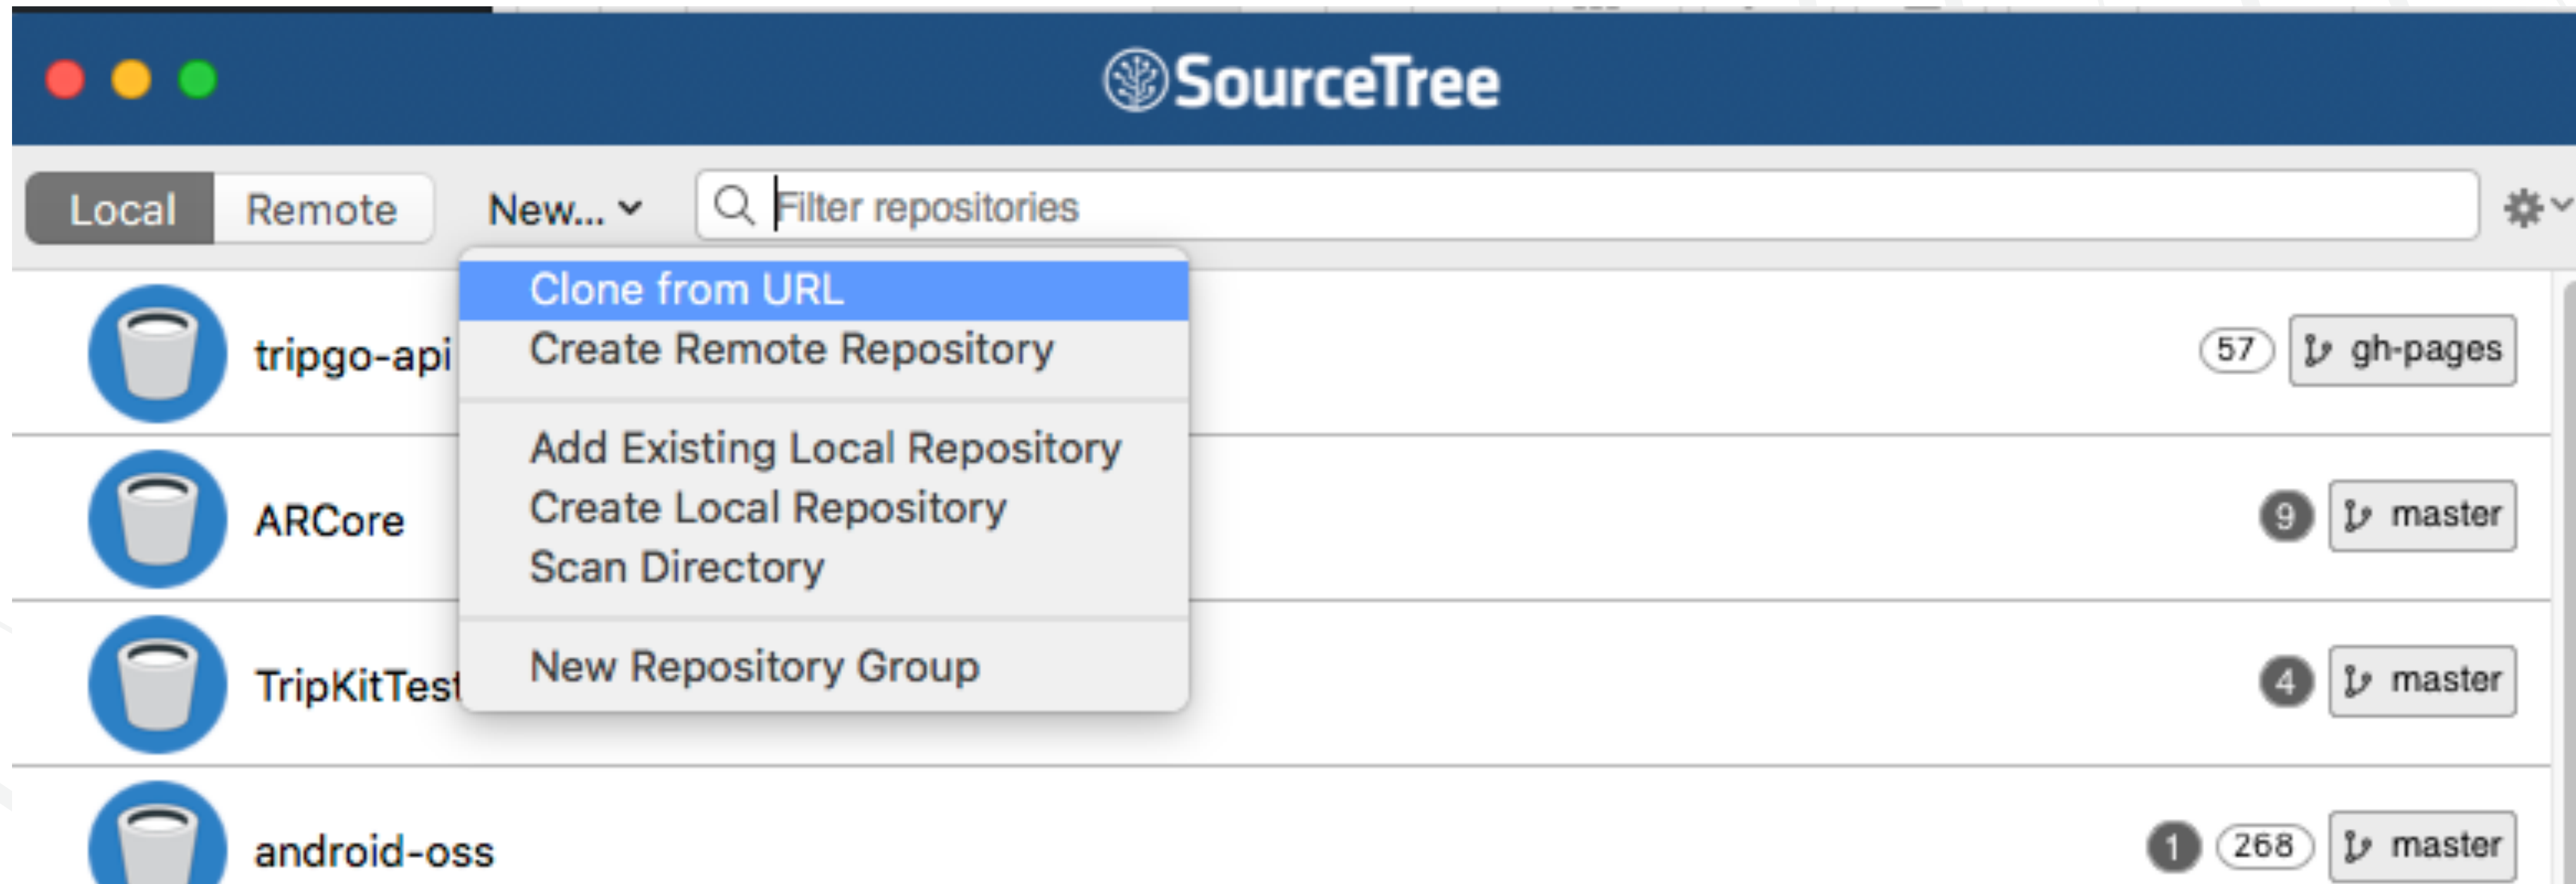 SourceTree
Local Remote New... Filter repositories
Clone from URL
Create Remote Repository
Add Existing Local Repository
Create Local Repository
Scan Directory
New Repository Group
tripgo-api 57 gh-pages
ARCore 9 master
TripKitTest 4 master
android-oss 1 268 master